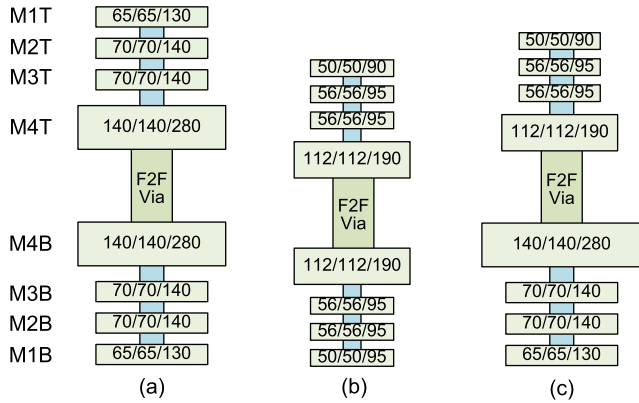 M1T
M2T
M3T
M4T
M4B
M3B
M2B
M1B
65/65/130
70/70/140
70/70/140
140/140/280
F2F
Via
140/140/280
70/70/140
70/70/140
65/65/130
(a)
50/50/90
56/56/95
56/56/95
112/112/190
F2F
Via
112/112/190
56/56/95
56/56/95
50/50/95
(b)
50/50/90
56/56/95
56/56/95
112/112/190
F2F
Via
140/140/280
70/70/140
70/70/140
65/65/130
(c)